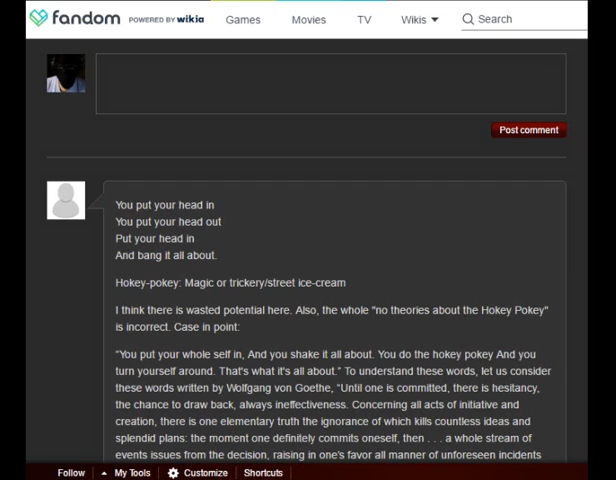 fandom POWERED BY wikia Games Movies TV Wikis Search
Post comment
You put your head in
You put your head out
Put your head in
And bang it all about.
Hokey-pokey: Magic or trickery/street ice-cream
I think there is wasted potential here. Also, the whole "no theories about the Hokey Pokey"
is incorrect. Case in point:
“You put your whole self in, And you shake it all about. You do the hokey pokey And you
turn yourself around. That's what it's all about.” To understand these words, let us consider
these words written by Wolfgang von Goethe, “Until one is committed, there is hesitancy,
the chance to draw back, always ineffectiveness. Concerning all acts of initiative and
creation, there is one elementary truth the ignorance of which kills countless ideas and
splendid plans: the moment one definitely commits oneself, then . . . a whole stream of
events issues from the decision, raising in one's favor all manner of unforeseen incidents
Follow My Tools Customize Shortcuts